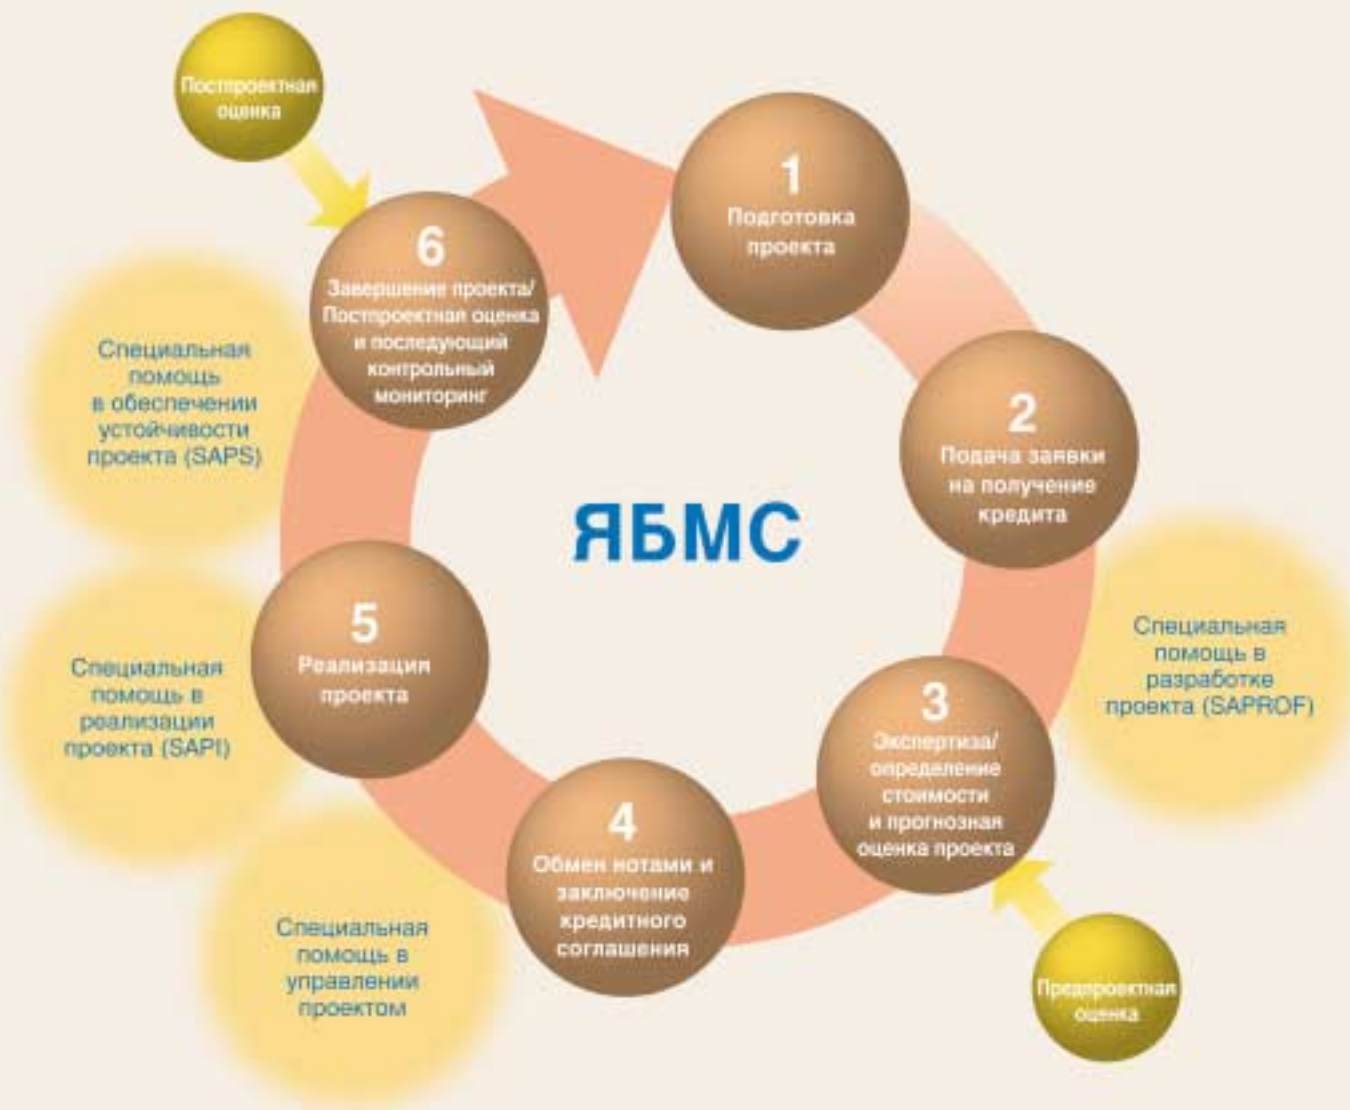 Постпроектная
оценка
1
Подготовка
проекта
2
Подача заявки
на получение
кредита
Специальная
помощь в
разработке
проекта (SAPROF)
3
Экспертиза/
определение
стоимости
и прогнозная
оценка проекта
Предпроектная
оценка
4
Обмен нотами и
заключение
кредитного
соглашения
Специальная
помощь в
управлении
проектом
5
Реализация
проекта
Специальная
помощь в
реализации
проекта (SAPI)
6
Завершение проекта/
Постпроектная оценка
и последующий
контрольный
мониторинг
Специальная
помощь
в обеспечении
устойчивости
проекта (SAPS)
ЯБМС